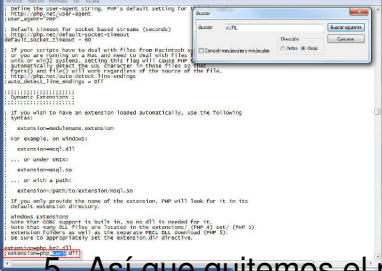 Archivo Edición Formato Ver Ayuda
; Define the User-Agent string. PHP's default setting for th
; http://php.net/user-agent
;user_agent="PHP"
; Default timeout for socket based streams (seconds)
; http://php.net/default-socket-timeout
default_socket_timeout = 60
; If your scripts have to deal with files from Macintosh sy
; you are running on a Mac and need to deal with files f
; unix or win32 systems, setting this flag will cause PHP t
; automatically detect the EOL character in those files so that
; fgets() and file() will work regardless of the source of the file.
; http://php.net/auto-detect-line-endings
;auto_detect_line_endings = Off
;;;;;;;;;;;;;;;;;;;;;;
; Dynamic Extensions ;
;;;;;;;;;;;;;;;;;;;;;;
; If you wish to have an extension loaded automatically, use the following
; syntax:
;
; extension=modulename.extension
;
; For example, on Windows:
;
; extension=msql.dll
;
; ... or under UNIX:
;
; extension=msql.so
;
; ... or with a path:
;
; extension=/path/to/extension/msql.so
;
; If you only provide the name of the extension, PHP will look for it in its
; default extension directory.
;
; Windows Extensions
; Note that ODBC support is built in, so no dll is needed for it.
; Note that many DLL files are located in the extensions/ (PHP 4) ext/ (PHP 5)
; extension folders as well as the separate PECL DLL download (PHP 5).
; Be sure to appropriately set the extension_dir directive.
;
extension=php_bz2.dll
;extension=php_curl.dll
Buscar
Buscar: cURL
Buscar siguiente
Dirección
Cancelar
Arriba Abajo
Coincidir mayúsculas y minúsculas
5. Así que quitemos el